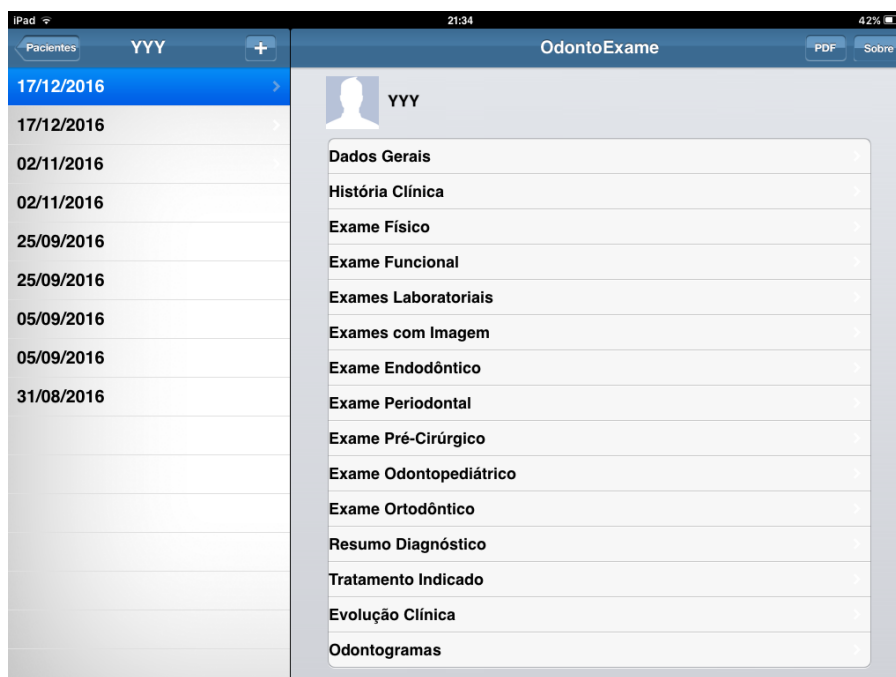 iPad 21:34 42%
Pacientes YYY + OdontoExame PDF Sobre
17/12/2016
17/12/2016
02/11/2016
02/11/2016
25/09/2016
25/09/2016
05/09/2016
05/09/2016
31/08/2016
YYY
Dados Gerais
História Clínica
Exame Físico
Exame Funcional
Exames Laboratoriais
Exames com Imagem
Exame Endodôntico
Exame Periodontal
Exame Pré-Cirúrgico
Exame Odontopediátrico
Exame Ortodôntico
Resumo Diagnóstico
Tratamento Indicado
Evolução Clínica
Odontogramas